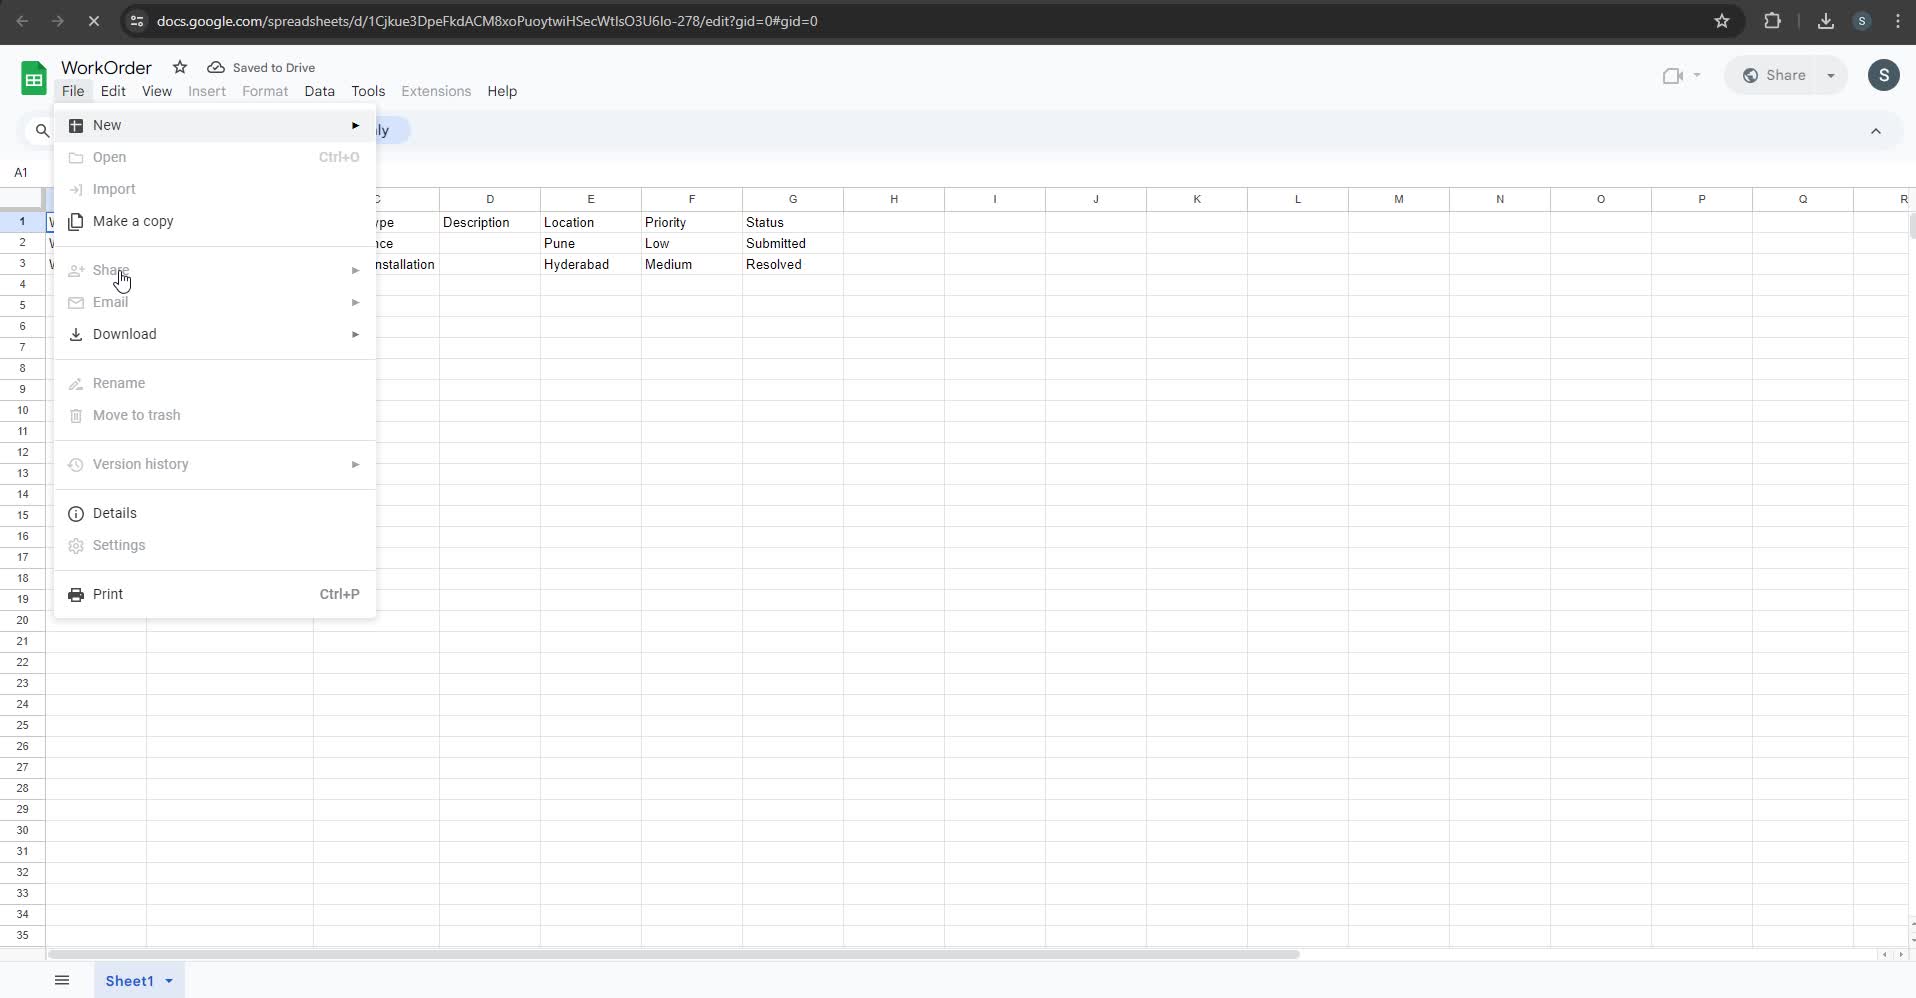 docs.google.com/spreadsheets/d/1Cjkue3DpeFkdACM8xoPuoytwiHSecWtlsO3U6Io-278/edit?gid=0#gid=0
S
WorkOrder
Saved to Drive
Share
S
File Edit View Insert Format Data Tools Extensions Help
New
ly
Open Ctrl+O
A1
Import
Make a copy
Share
Email
Download
Rename
Move to trash
Version history
Details
Settings
Print Ctrl+P
C D E F G H I J K L M N O P Q R
1 W ype Description Location Priority Status
2 W nce Pune Low Submitted
3 W nstallation Hyderabad Medium Resolved
4
5
6
7
8
9
10
11
12
13
14
15
16
17
18
19
20
21
22
23
24
25
26
27
28
29
30
31
32
33
34
35
Sheet1